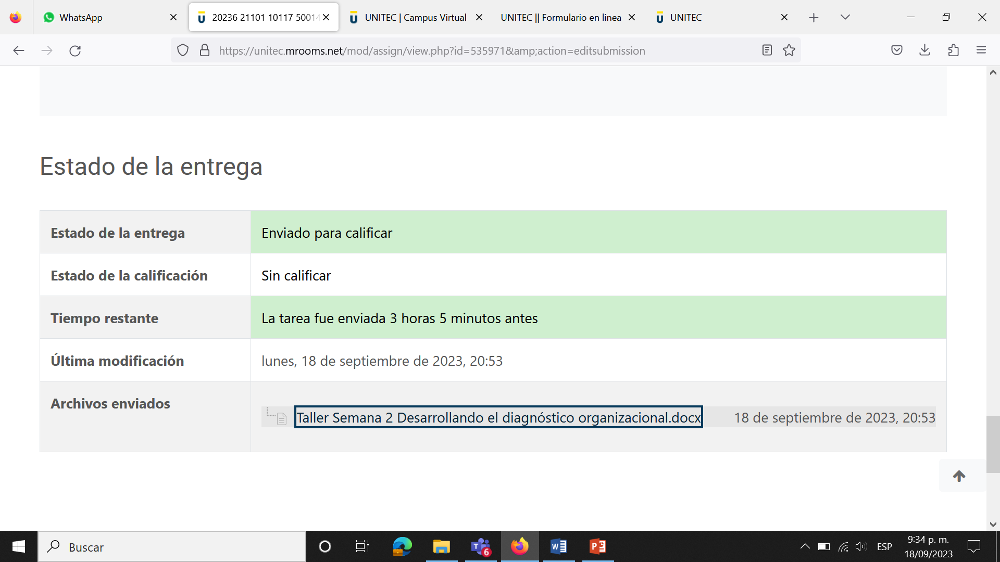 WhatsApp
20236 21101 10117 50014
UNITEC | Campus Virtual
UNITEC || Formulario en linea
UNITEC
https://unitec.mrooms.net/mod/assign/view.php?id=535971&amp;action=editsubmission
Estado de la entrega
Estado de la entrega
Enviado para calificar
Estado de la calificación
Sin calificar
Tiempo restante
La tarea fue enviada 3 horas 5 minutos antes
Última modificación
lunes, 18 de septiembre de 2023, 20:53
Archivos enviados
Taller Semana 2 Desarrollando el diagnóstico organizacional.docx
18 de septiembre de 2023, 20:53
Buscar
6
ESP
9:34 p. m.
18/09/2023